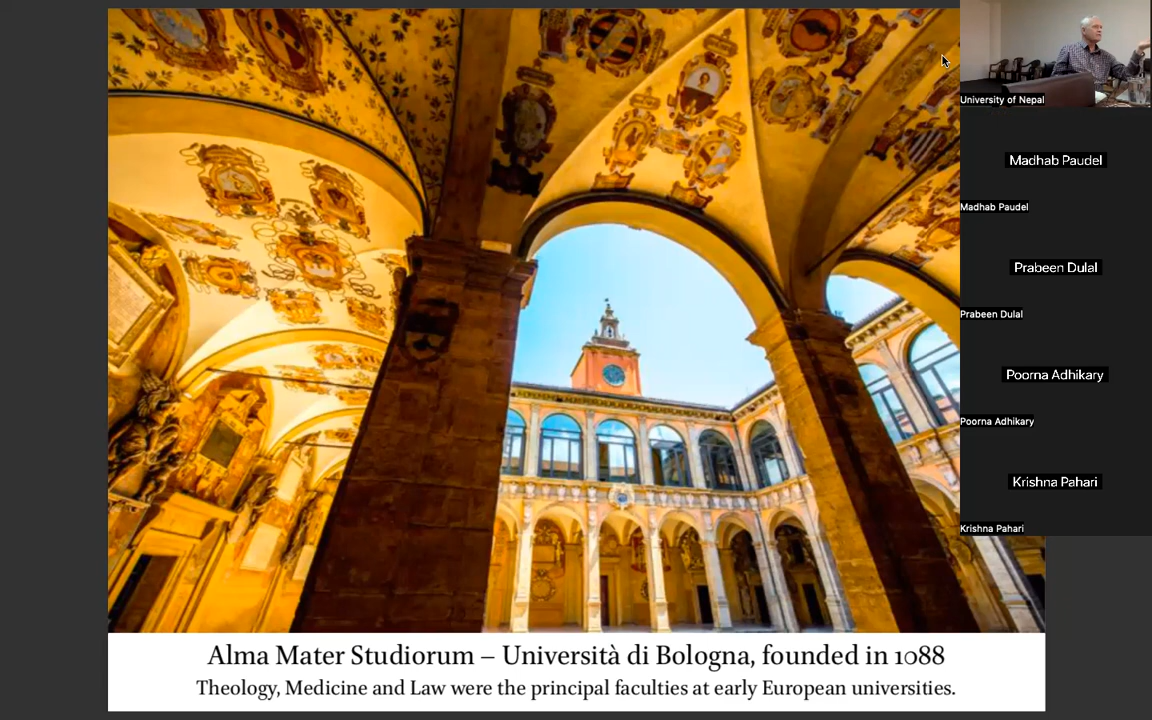 University of Nepal
Madhab Paudel
Madhab Paudel
Prabeen Dulal
Prabeen Dulal
Poorna Adhikary
Poorna Adhikary
Krishna Pahari
Krishna Pahari
Alma Mater Studiorum – Università di Bologna, founded in 1088
Theology, Medicine and Law were the principal faculties at early European universities.